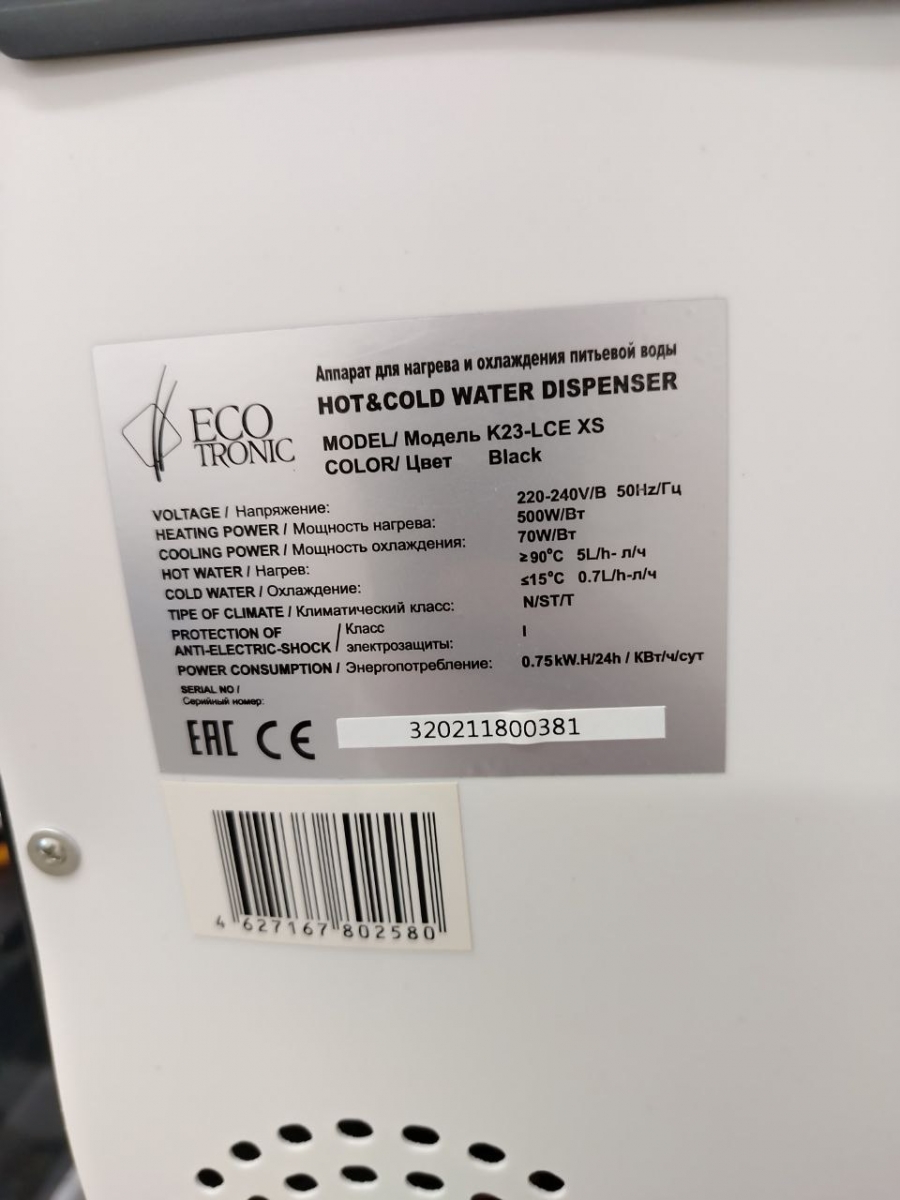 ECO
TRONIC
Аппарат для нагрева и охлаждения питьевой воды
HOT&COLD WATER DISPENSER
MODEL/ Модель K23-LCE XS
COLOR/ Цвет Black
VOLTAGE / Напряжение: 220-240V/В 50Hz/Гц
HEATING POWER / Мощность нагрева: 500W/Вт
COOLING POWER / Мощность охлаждения: 70W/Вт
HOT WATER / Нагрев: ≥90°C 5L/h- л/ч
COLD WATER / Охлаждение: ≤15°C 0.7L/h-л/ч
TIPE OF CLIMATE / Климатический класс: N/ST/T
PROTECTION OF / Класс
ANTI-ELECTRIC-SHOCK электрозащиты: I
POWER CONSUMPTION / Энергопотребление: 0.75kW.H/24h / КВт/ч/сут
SERIAL NO /
Серийный номер:
EAC CE 320211800381
4 627167 802580